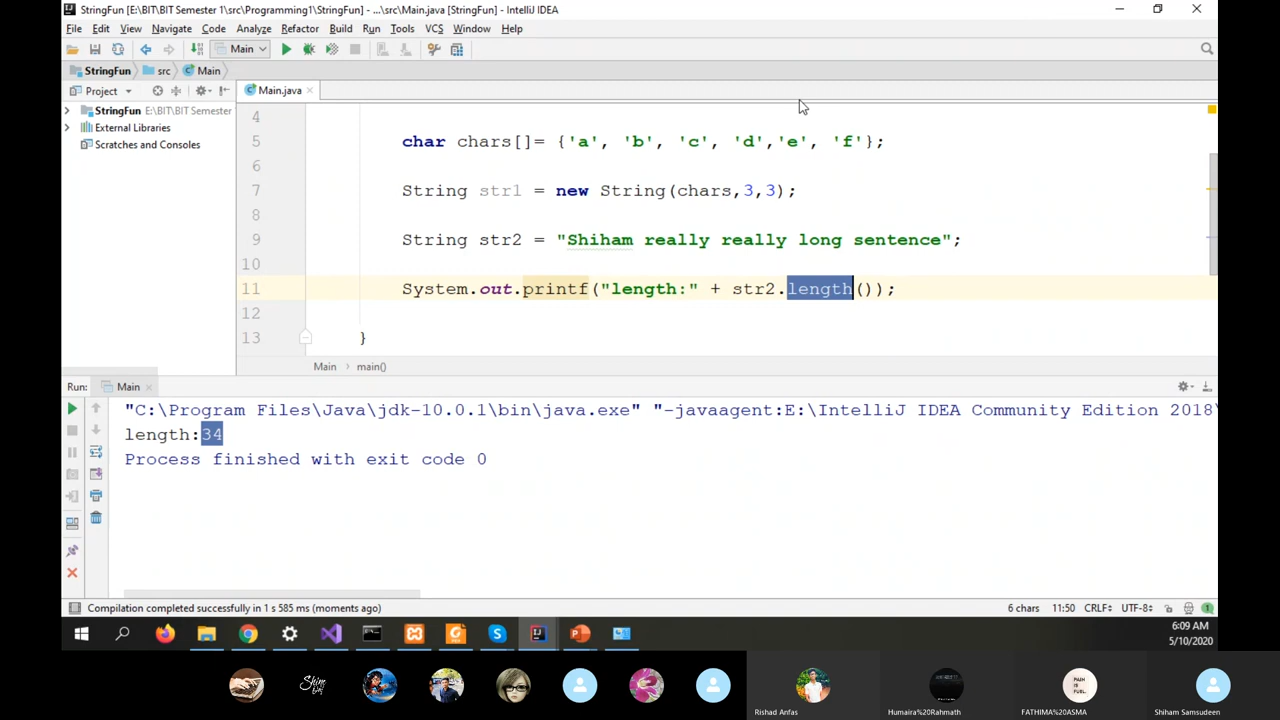 StringFun [E:\BIT\BIT Semester 1\src\Programming1\StringFun] - ...\src\Main.java [StringFun] - IntelliJ IDEA
File Edit View Navigate Code Analyze Refactor Build Run Tools VCS Window Help
Main
StringFun src Main
Project Main.java
StringFun E:\BIT\BIT Semester
External Libraries
Scratches and Consoles
4
5 char chars[]= {'a', 'b', 'c', 'd','e', 'f'};
6
7 String str1 = new String(chars,3,3);
8
9 String str2 = "Shiham really really long sentence";
10
11 System.out.printf("length:" + str2.length());
12
13 }
Main main()
Run: Main
"C:\Program Files\Java\jdk-10.0.1\bin\java.exe" "-javaagent:E:\IntelliJ IDEA Community Edition 2018\
length:34
Process finished with exit code 0
Compilation completed successfully in 1 s 585 ms (moments ago) 6 chars 11:50 CRLF UTF-8
6:09 AM
5/10/2020
Rishad Anfas Humaira%20Rahmath FATHIMA%20ASMA Shiham Samsudeen